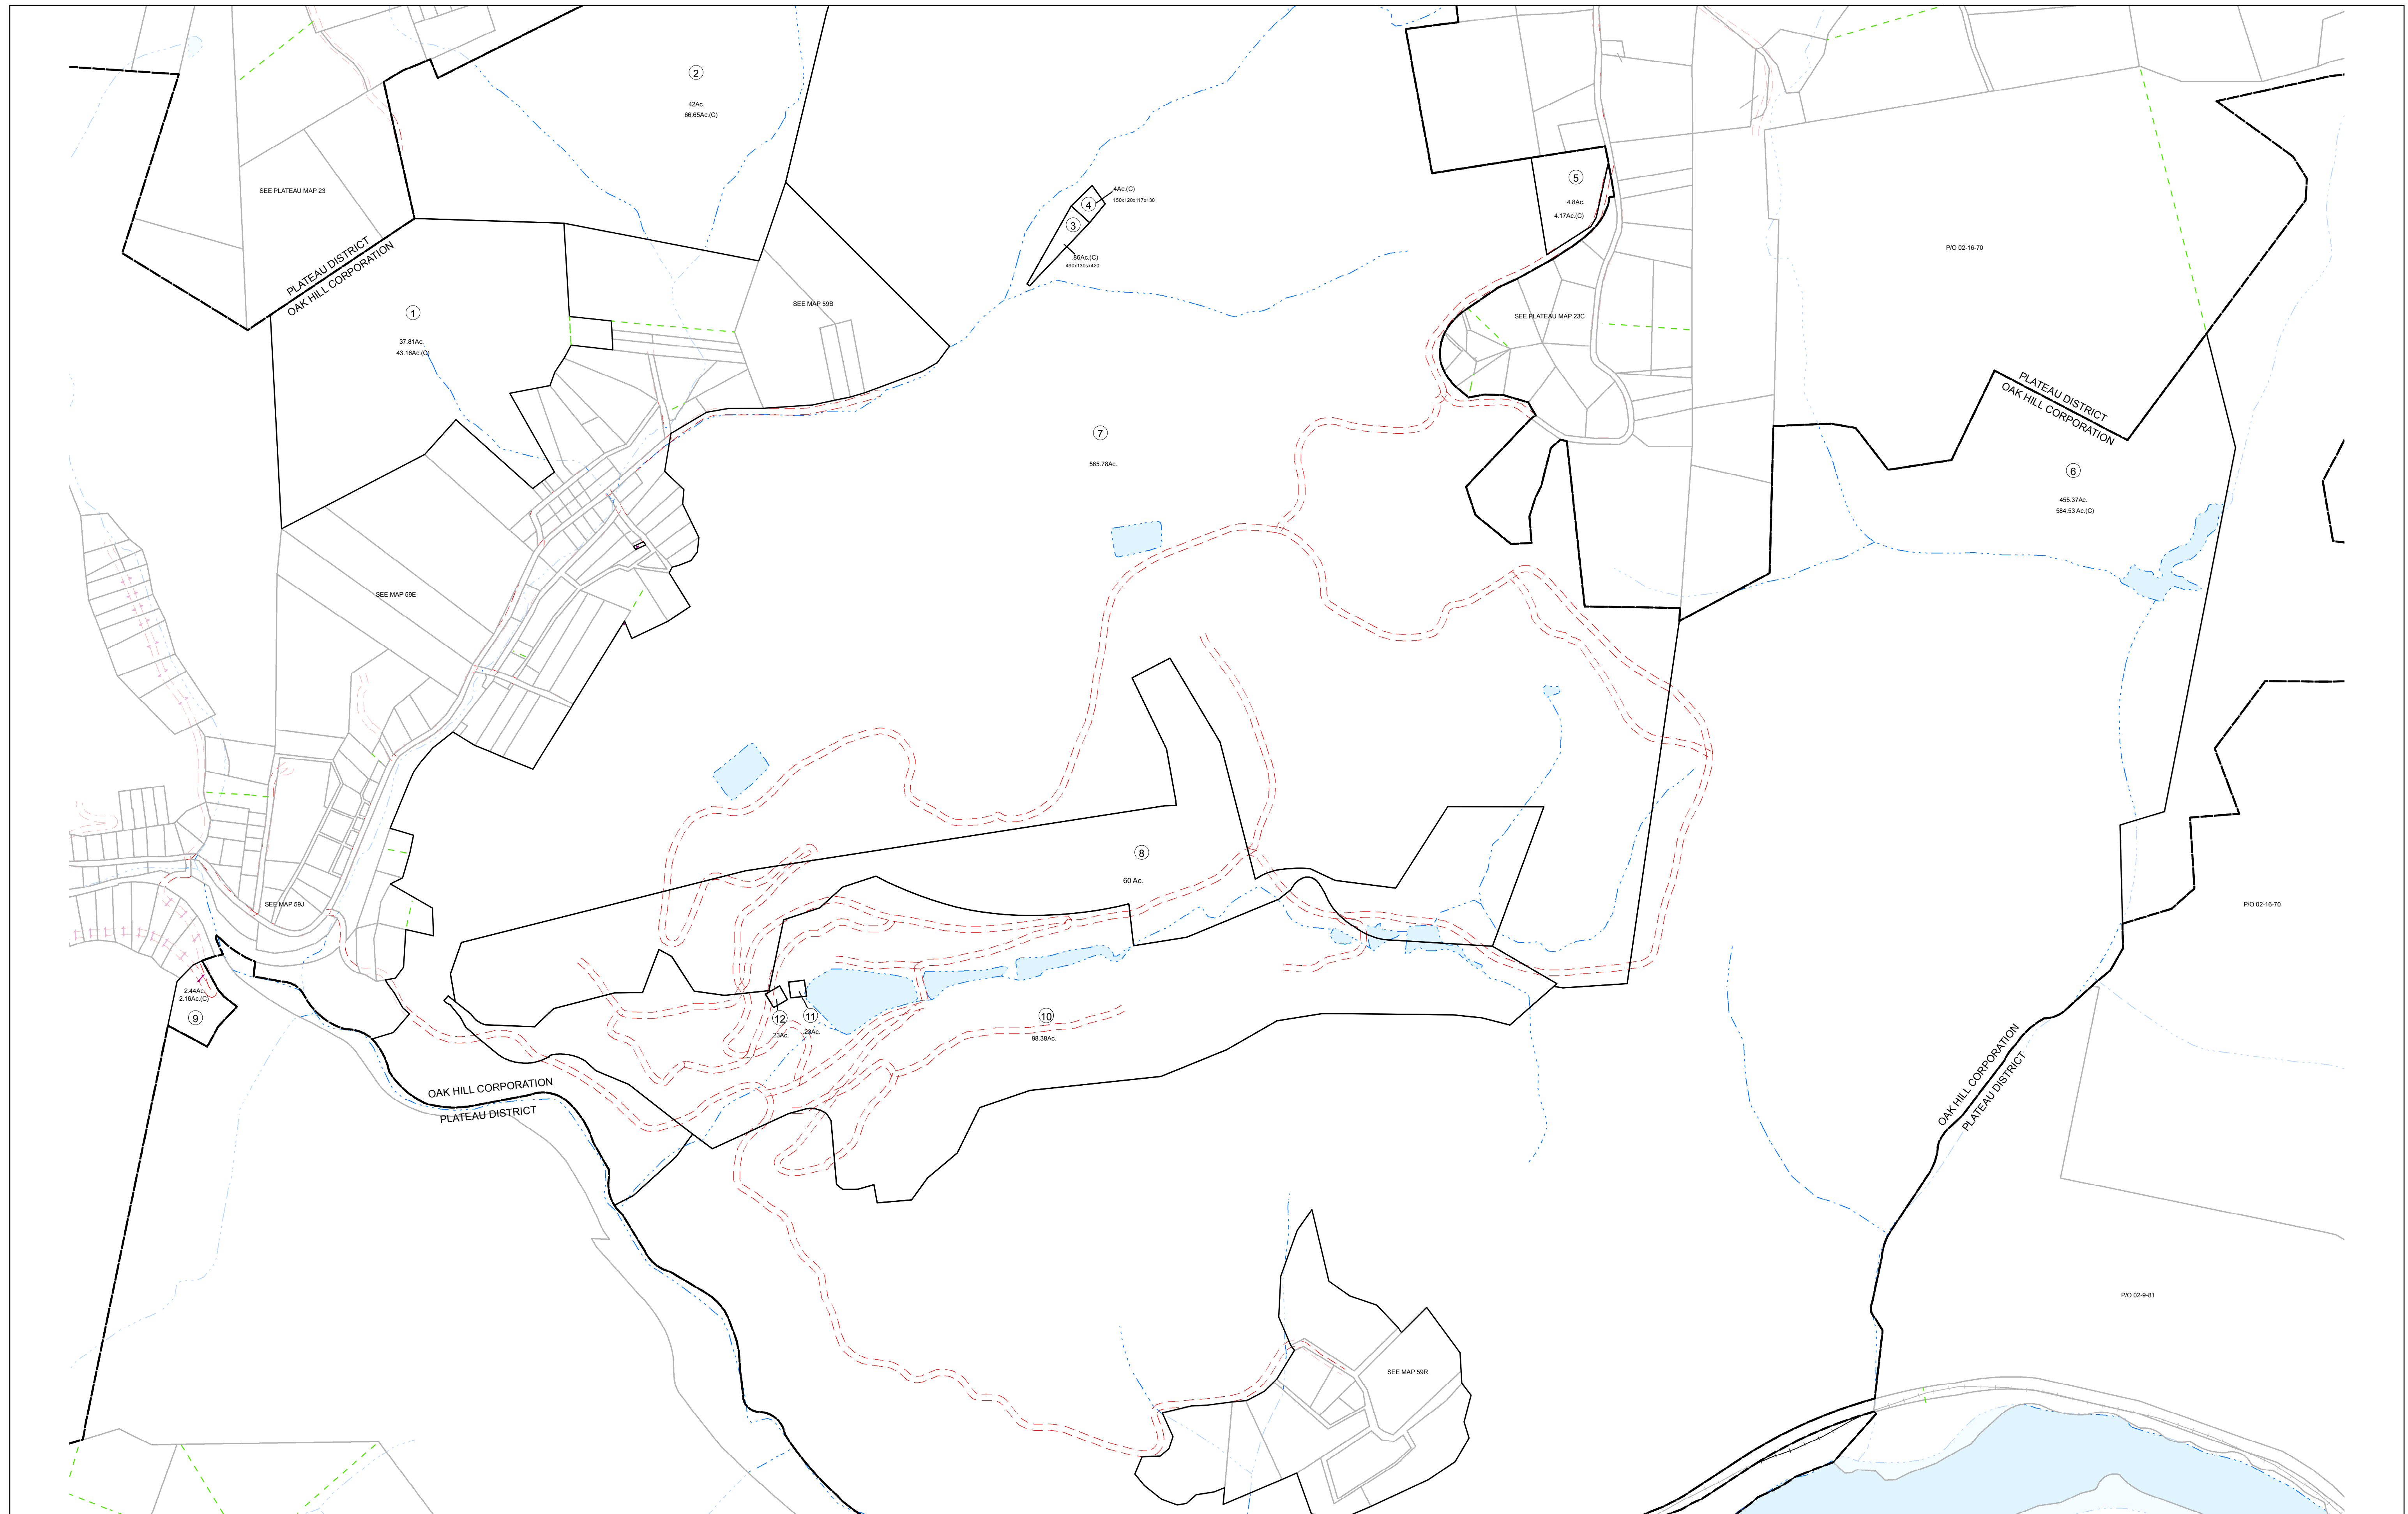 2
42Ac.
66.65Ac.(C)
SEE PLATEAU MAP 23
PLATEAU DISTRICT
OAK HILL CORPORATION
4
.4Ac.(C)
150x120x117x130
3
.86Ac.(C)
490x130sx420
5
4.8Ac.
4.17Ac.(C)
P/O 02-16-70
1
37.81Ac.
43.16Ac.(C)
SEE MAP 59B
SEE PLATEAU MAP 23C
PLATEAU DISTRICT
OAK HILL CORPORATION
7
565.78Ac.
6
455.37Ac.
584.53 Ac.(C)
SEE MAP 59E
8
60 Ac.
SEE MAP 59J
P/O 02-16-70
2.44Ac.
2.16Ac.(C)
9
12
.23Ac.
11
.23Ac.
10
98.38Ac.
OAK HILL CORPORATION
PLATEAU DISTRICT
OAK HILL CORPORATION
PLATEAU DISTRICT
P/O 02-9-81
SEE MAP 59R